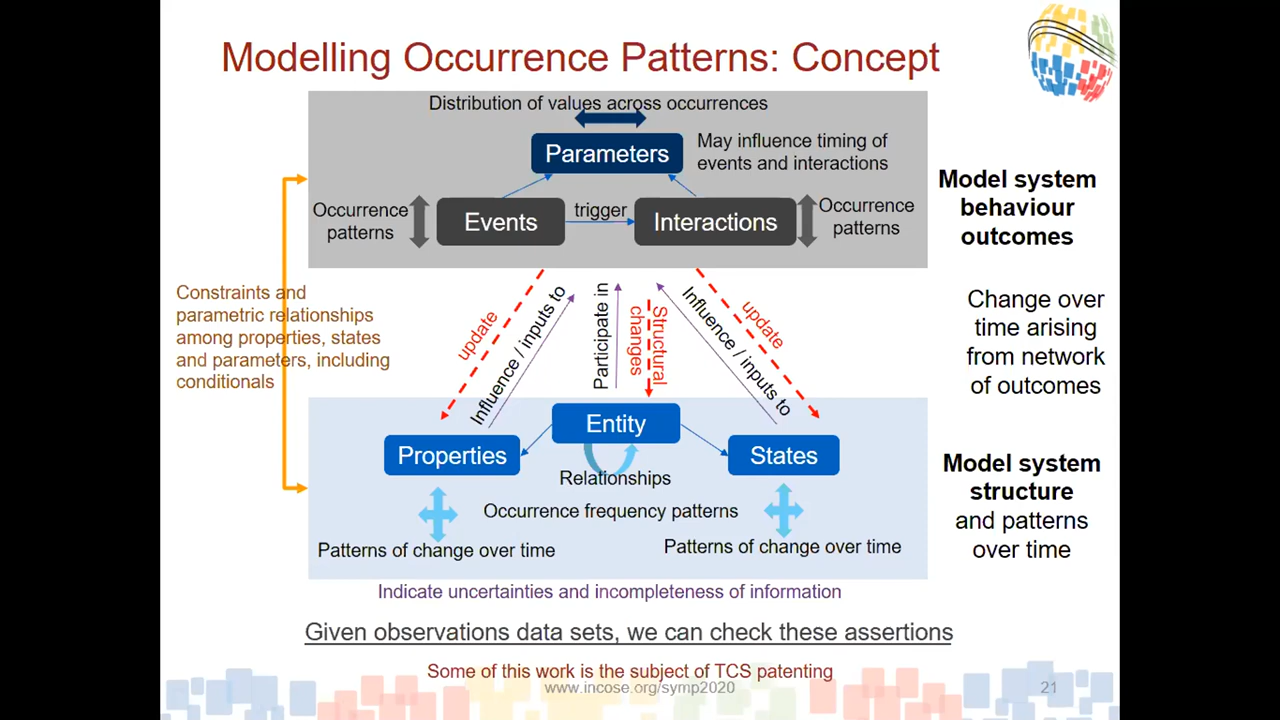 Modelling Occurrence Patterns: Concept
Distribution of values across occurrences
Parameters
May influence timing of
events and interactions
Occurrence
patterns
Events
trigger
Interactions
Occurrence
patterns
Model system
behaviour
outcomes
Constraints and
parametric relationships
among properties, states
and parameters, including
conditionals
update
Influence / inputs to
Participate in
Structural
changes
Influence / inputs to
update
Change over
time arising
from network
of outcomes
Entity
Properties
States
Relationships
Occurrence frequency patterns
Patterns of change over time
Patterns of change over time
Model system
structure
and patterns
over time
Indicate uncertainties and incompleteness of information
Given observations data sets, we can check these assertions
Some of this work is the subject of TCS patenting
www.incose.org/symp2020
21